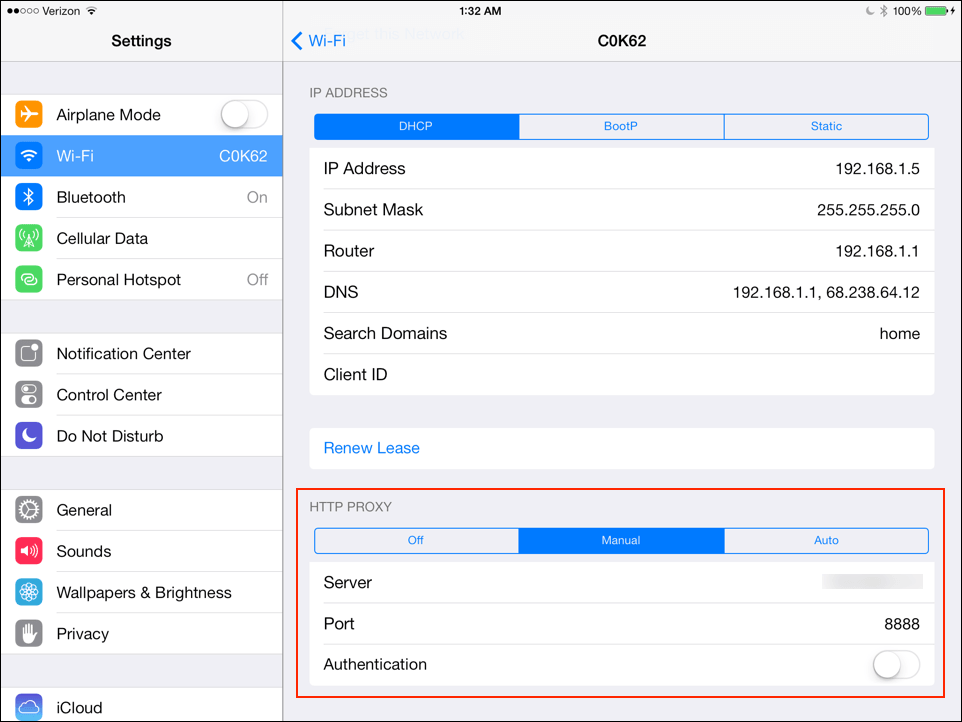 Verizon 1:32 AM 100%
Settings
Wi-Fi C0K62
Airplane Mode
Wi-Fi C0K62
Bluetooth On
Cellular Data
Personal Hotspot Off
Notification Center
Control Center
Do Not Disturb
General
Sounds
Wallpapers & Brightness
Privacy
iCloud
IP ADDRESS
DHCP BootP Static
IP Address 192.168.1.5
Subnet Mask 255.255.255.0
Router 192.168.1.1
DNS 192.168.1.1, 68.238.64.12
Search Domains home
Client ID
Renew Lease
HTTP PROXY
Off Manual Auto
Server
Port 8888
Authentication